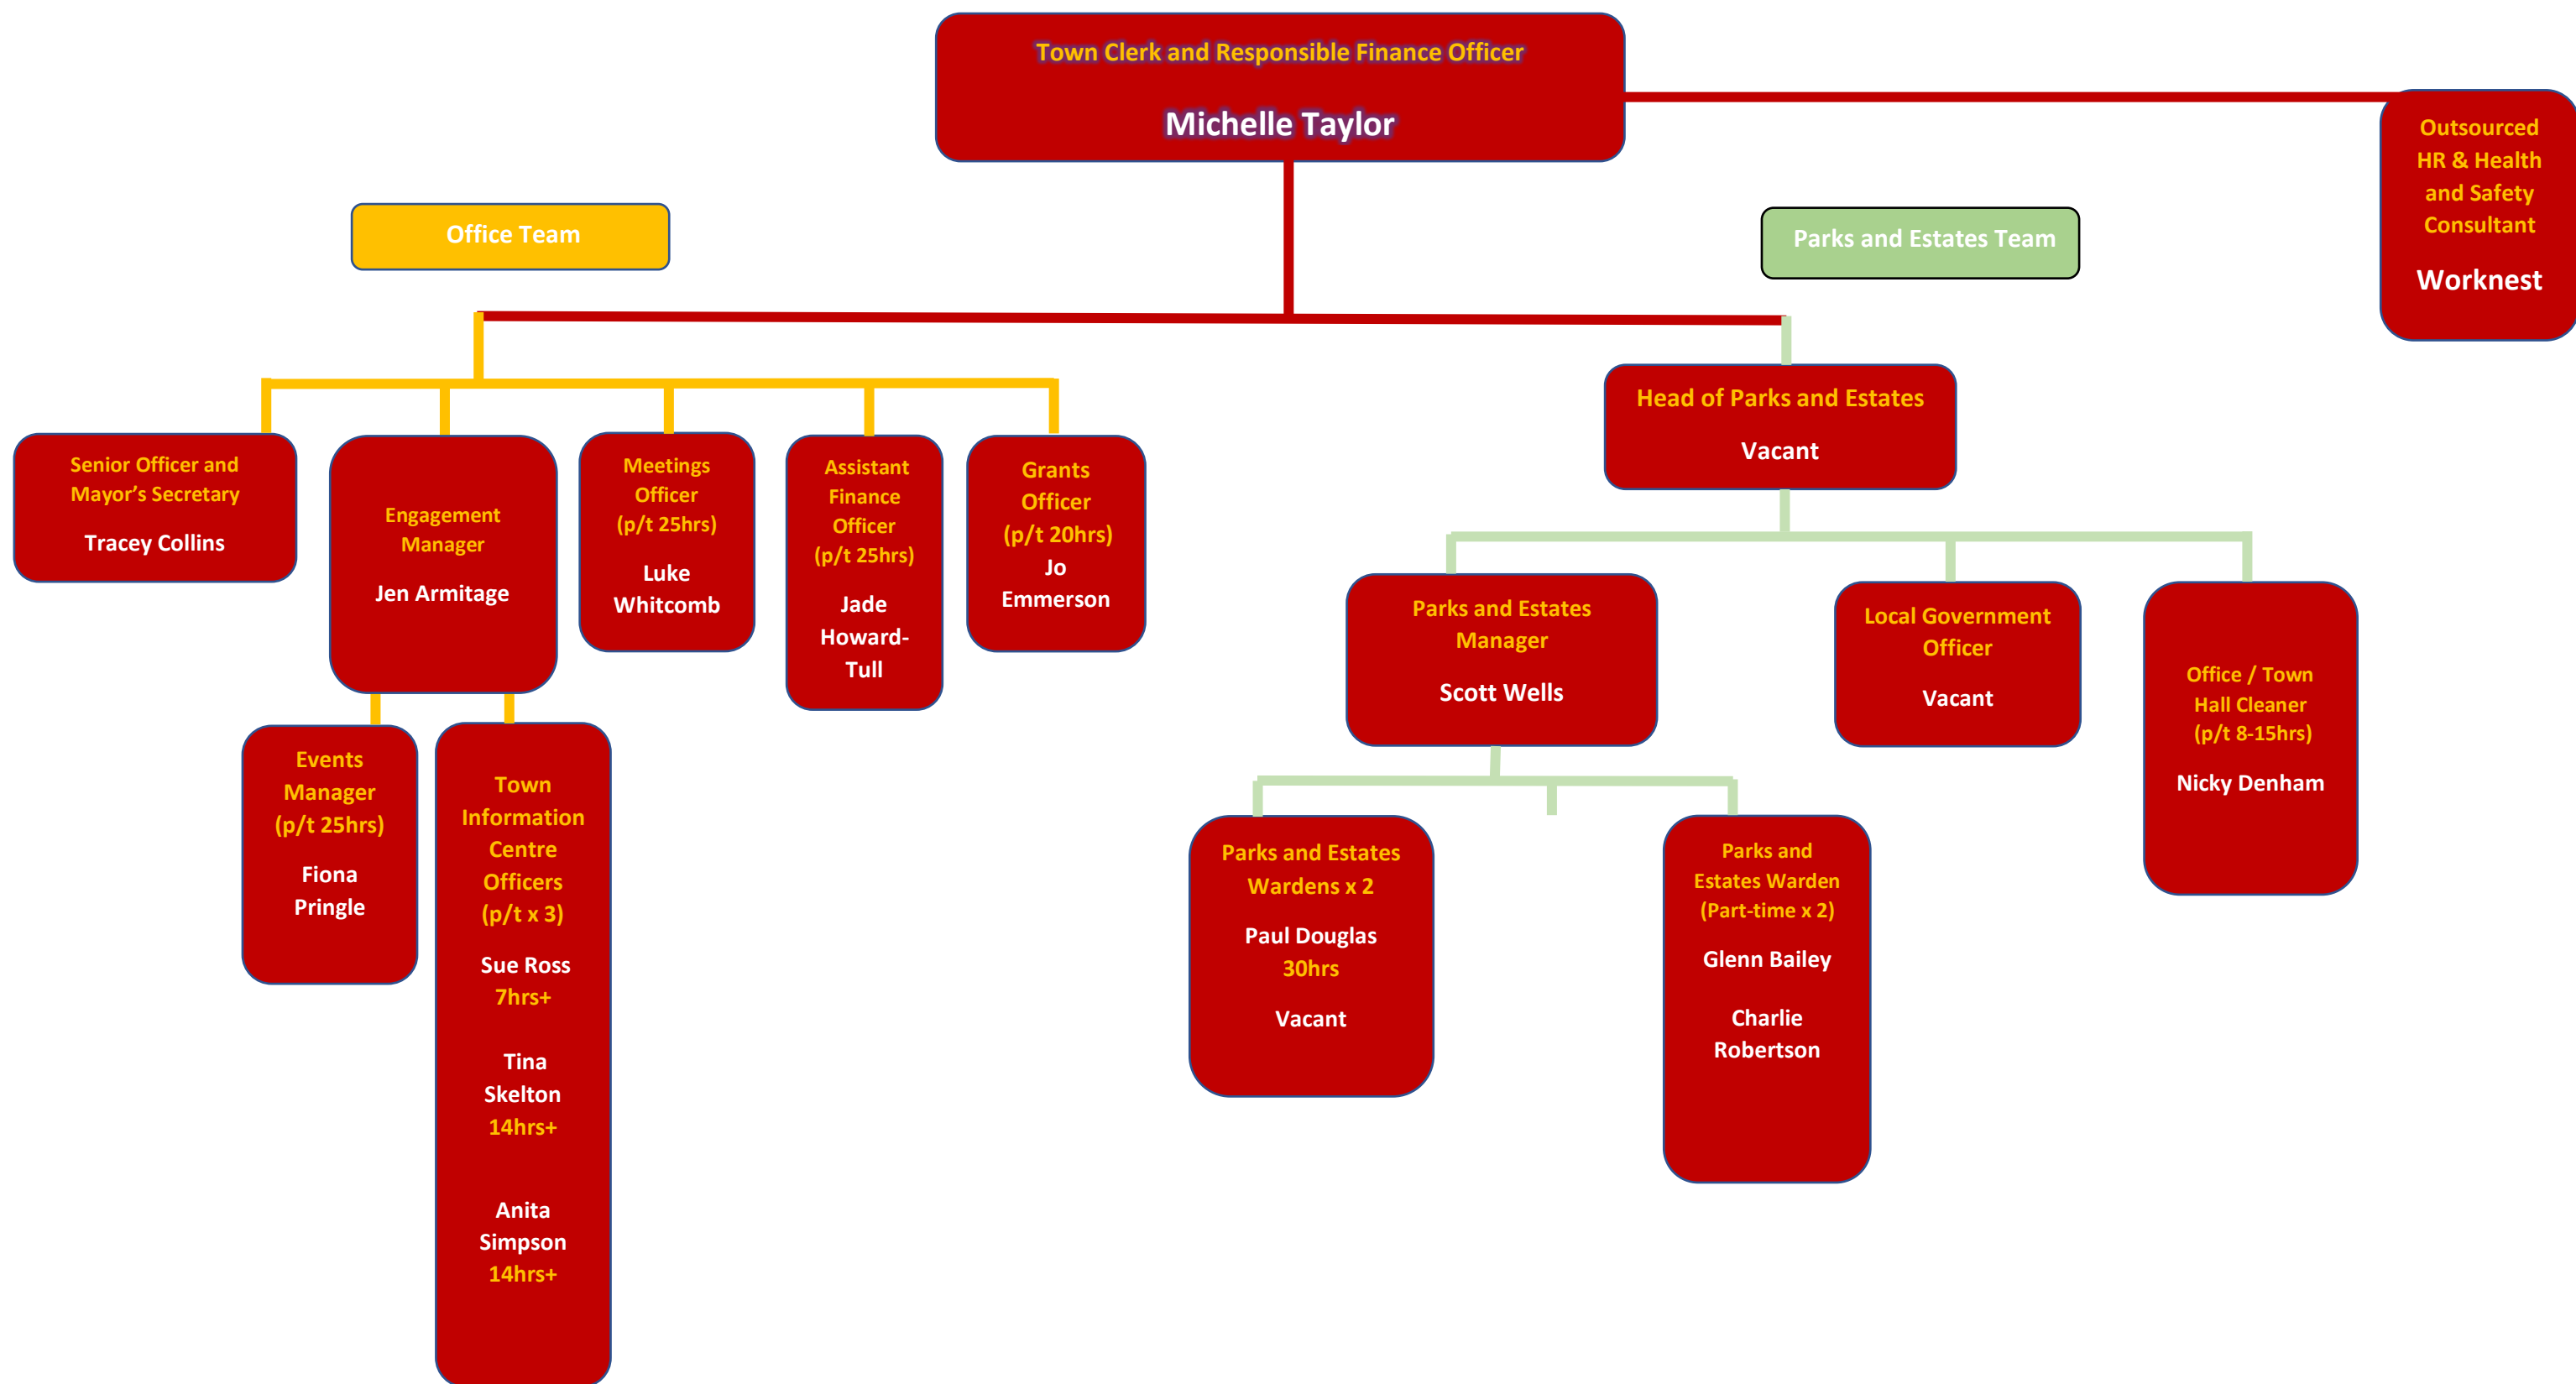 Town Clerk and Responsible Finance Officer
Michelle Taylor
Outsourced
HR & Health
and Safety
Consultant
Worknest
Office Team
Parks and Estates Team
Head of Parks and Estates
Vacant
Senior Officer and
Mayor’s Secretary
Tracey Collins
Engagement
Manager
Jen Armitage
Meetings
Officer
(p/t 25hrs)
Luke
Whitcomb
Assistant
Finance
Officer
(p/t 25hrs)
Jade
Howard-
Tull
Grants
Officer
(p/t 20hrs)
Jo
Emmerson
Parks and Estates
Manager
Scott Wells
Local Government
Officer
Vacant
Office / Town
Hall Cleaner
(p/t 8-15hrs)
Nicky Denham
Events
Manager
(p/t 25hrs)
Fiona
Pringle
Town
Information
Centre
Officers
(p/t x 3)
Sue Ross
7hrs+
Tina
Skelton
14hrs+
Anita
Simpson
14hrs+
Parks and Estates
Wardens x 2
Paul Douglas
30hrs
Vacant
Parks and
Estates Warden
(Part-time x 2)
Glenn Bailey
Charlie
Robertson